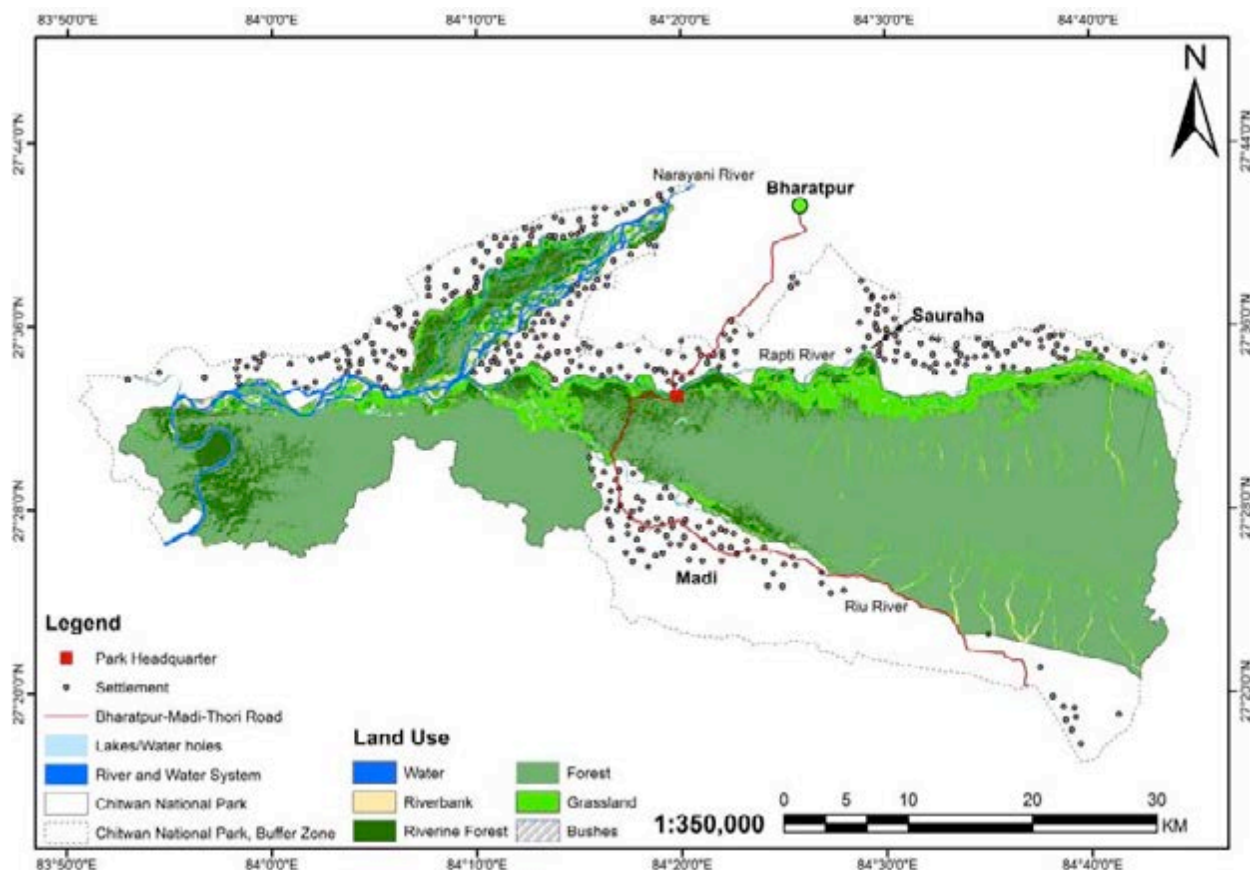 83°50'0"E 84°0'0"E 84°10'0"E 84°20'0"E 84°30'0"E 84°40'0"E
N
27°44'0"N 27°44'0"N
Narayani River
Bharatpur
27°36'0"N 27°36'0"N
Sauraha
Rapti River
27°28'0"N 27°28'0"N
Madi
Riu River
27°20'0"N
Legend
Park Headquarter
Settlement
Bharatpur-Madi-Thori Road
Lakes/Water holes
River and Water System
Chitwan National Park
Chitwan National Park, Buffer Zone
Land Use
Water Forest
Riverbank Grassland
Riverine Forest Bushes
1:350,000
0 5 10 20 30
KM
83°50'0"E 84°0'0"E 84°10'0"E 84°20'0"E 84°30'0"E 84°40'0"E